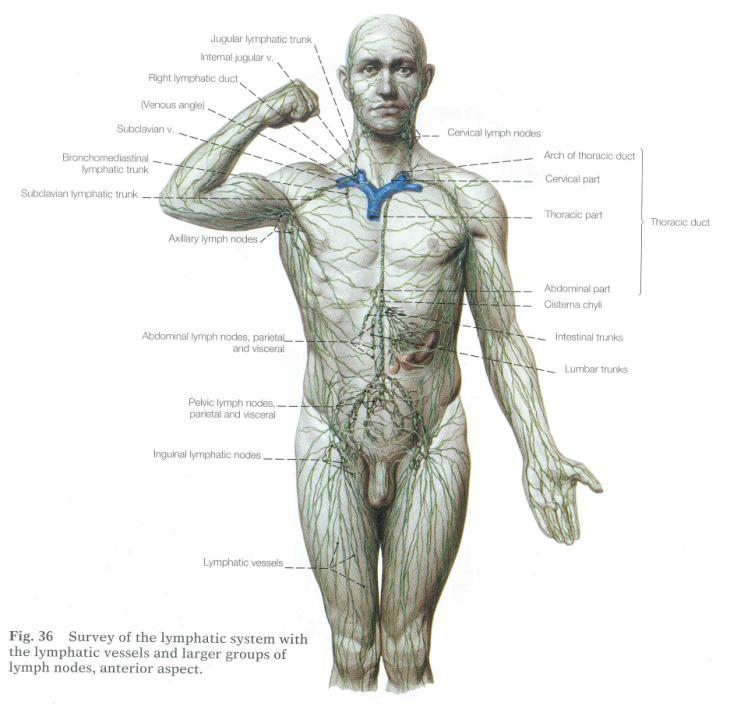 Jugular lymphatic trunk
Internal jugular v.
Right lymphatic duct
(Venous angle)
Subclavian v.
Bronchomediastinal
lymphatic trunk
Subclavian lymphatic trunk
Axillary lymph nodes
Abdominal lymph nodes, parietal
and visceral
Pelvic lymph nodes,
parietal and visceral
Inguinal lymphatic nodes
Lymphatic vessels
Cervical lymph nodes
Arch of thoracic duct
Cervical part
Thoracic part
Thoracic duct
Abdominal part
Cisterna chyli
Intestinal trunks
Lumbar trunks
Fig. 36 Survey of the lymphatic system with
the lymphatic vessels and larger groups of
lymph nodes, anterior aspect.